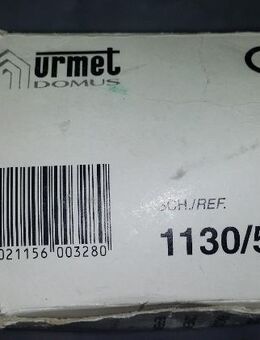 urmet
DOMUS
SCH./REF.
021156 003280
1130/5